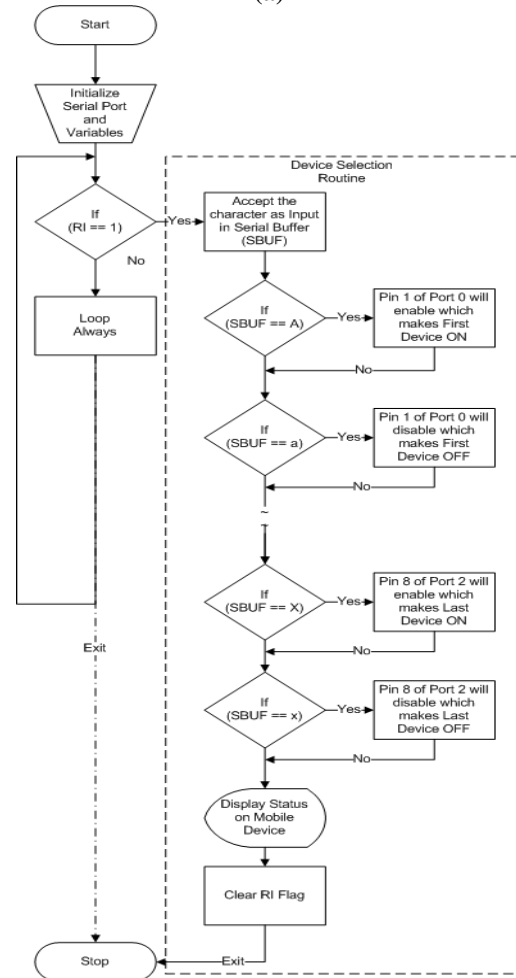 (a)
Start
Initialize
Serial Port
and
Variables
Device Selection
Routine
If
(RI == 1)
Yes
No
Accept the
character as Input
in Serial Buffer
(SBUF)
Loop
Always
If
(SBUF == A)
Yes
Pin 1 of Port 0 will
enable which
makes First
Device ON
No
If
(SBUF == a)
Yes
Pin 1 of Port 0 will
disable which
makes First
Device OFF
No
~
If
(SBUF == X)
Yes
Pin 8 of Port 2 will
enable which
makes Last
Device ON
No
Exit
If
(SBUF == x)
Yes
Pin 8 of Port 2 will
disable which
makes Last
Device OFF
No
Display Status
on Mobile
Device
Clear RI Flag
Exit
Stop